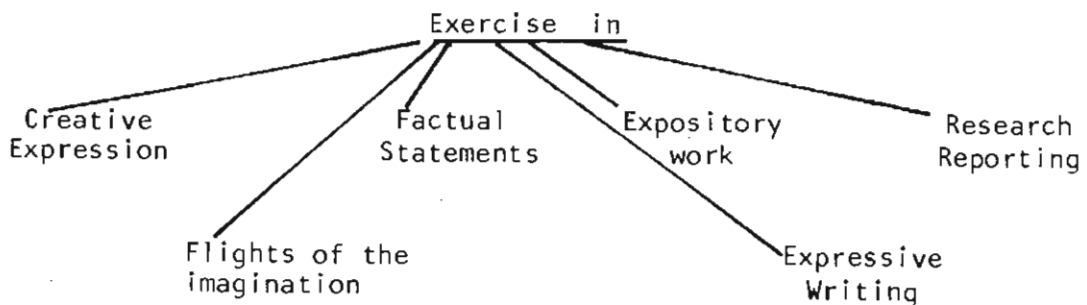 Exercise in
Creative
Expression
Factual
Statements
Expository
work
Research
Reporting
Flights of the
imagination
Expressive
Writing